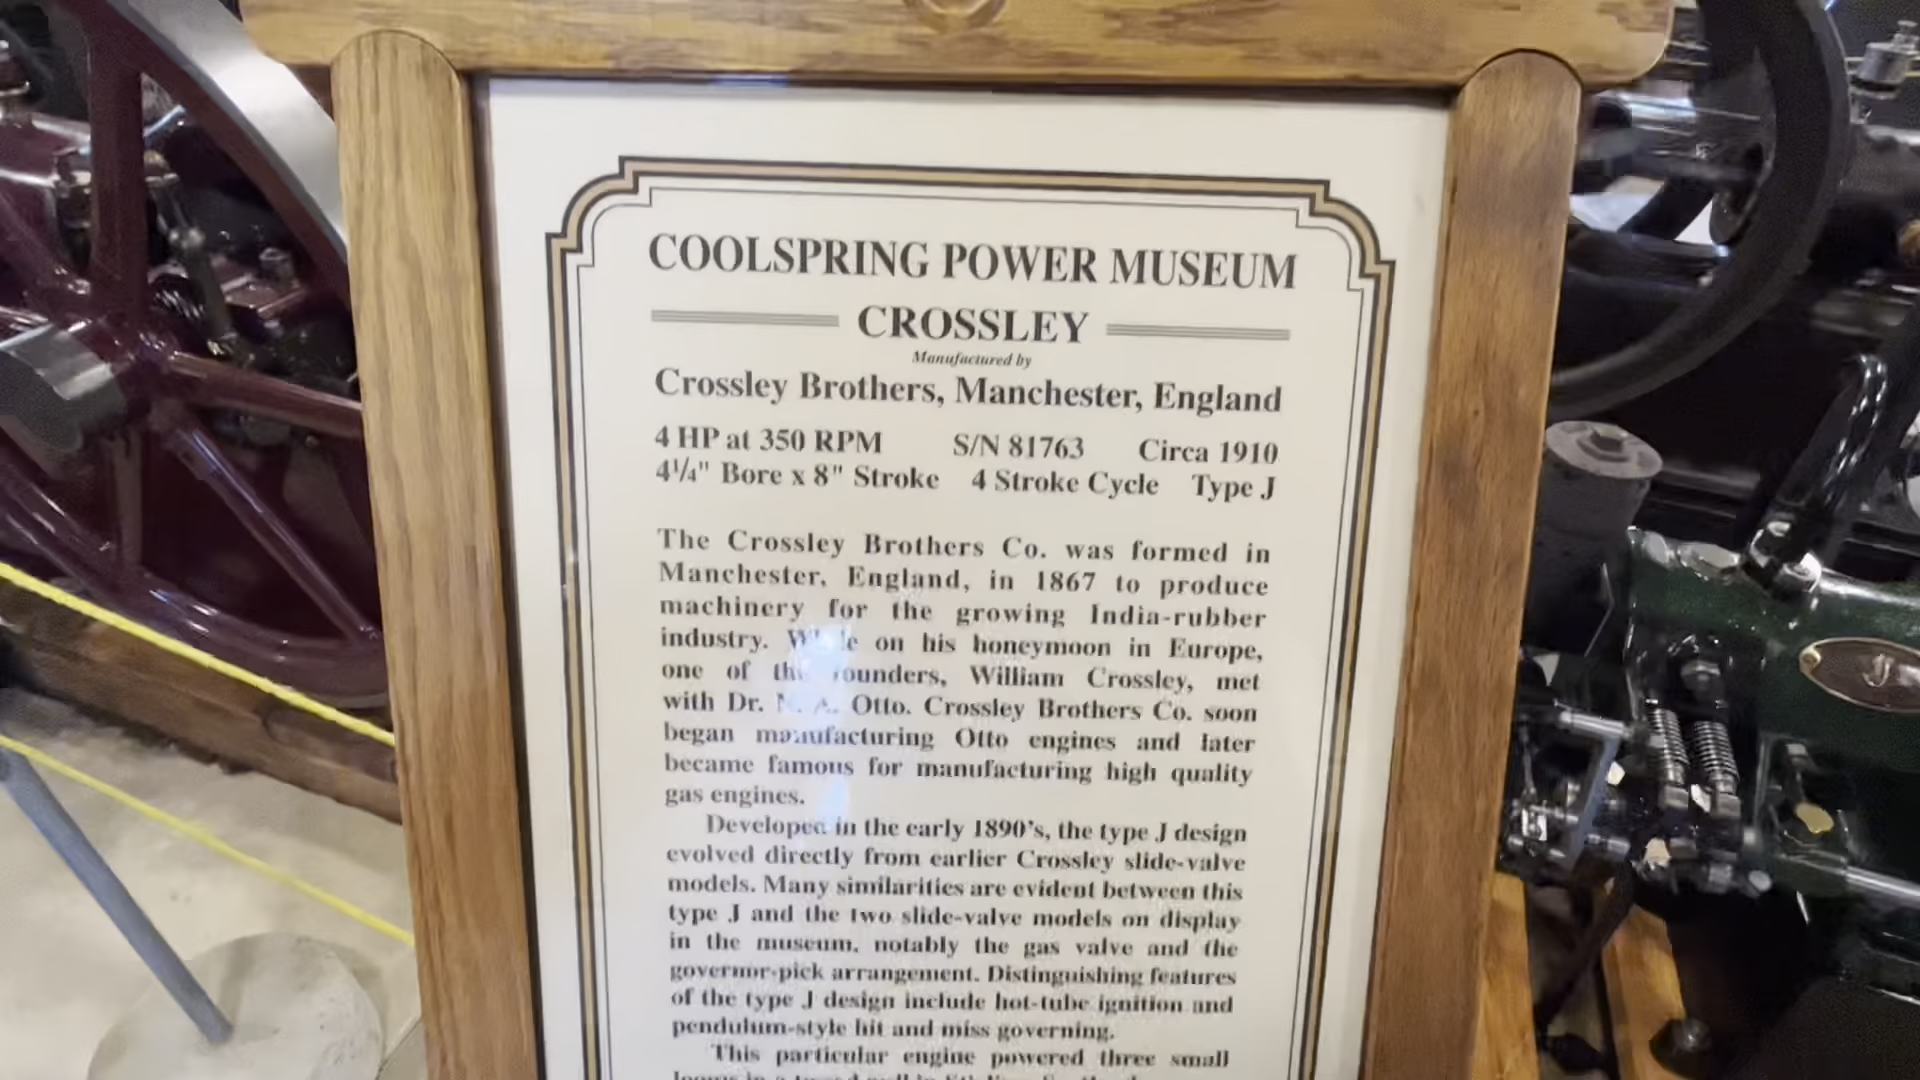 COOLSPRING POWER MUSEUM
CROSSLEY
Manufactured by
Crossley Brothers, Manchester, England
4 HP at 350 RPM S/N 81763 Circa 1910
4¼" Bore x 8" Stroke 4 Stroke Cycle Type J
The Crossley Brothers Co. was formed in
Manchester, England, in 1867 to produce
machinery for the growing India-rubber
industry. While on his honeymoon in Europe,
one of the founders, William Crossley, met
with Dr. N. A. Otto. Crossley Brothers Co. soon
began manufacturing Otto engines and later
became famous for manufacturing high quality
gas engines.
Developed in the early 1890's, the type J design
evolved directly from earlier Crossley slide-valve
models. Many similarities are evident between this
type J and the two slide-valve models on display
in the museum, notably the gas valve and the
governor-pick arrangement. Distinguishing features
of the type J design include hot-tube ignition and
pendulum-style hit and miss governing.
This particular engine powered three small
J